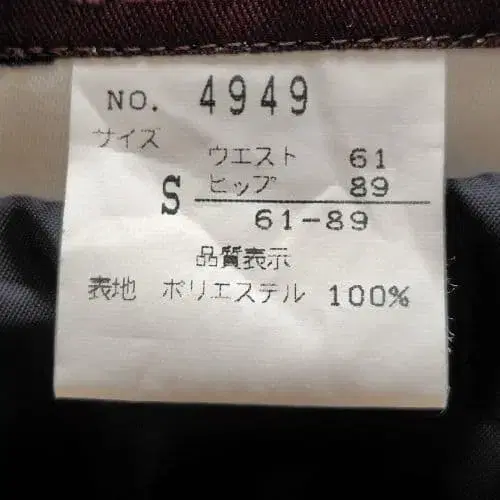 NO. 4949
サイズ
ウエスト 61
S ヒップ 89
61-89
品質表示
表地 ポリエステル 100%